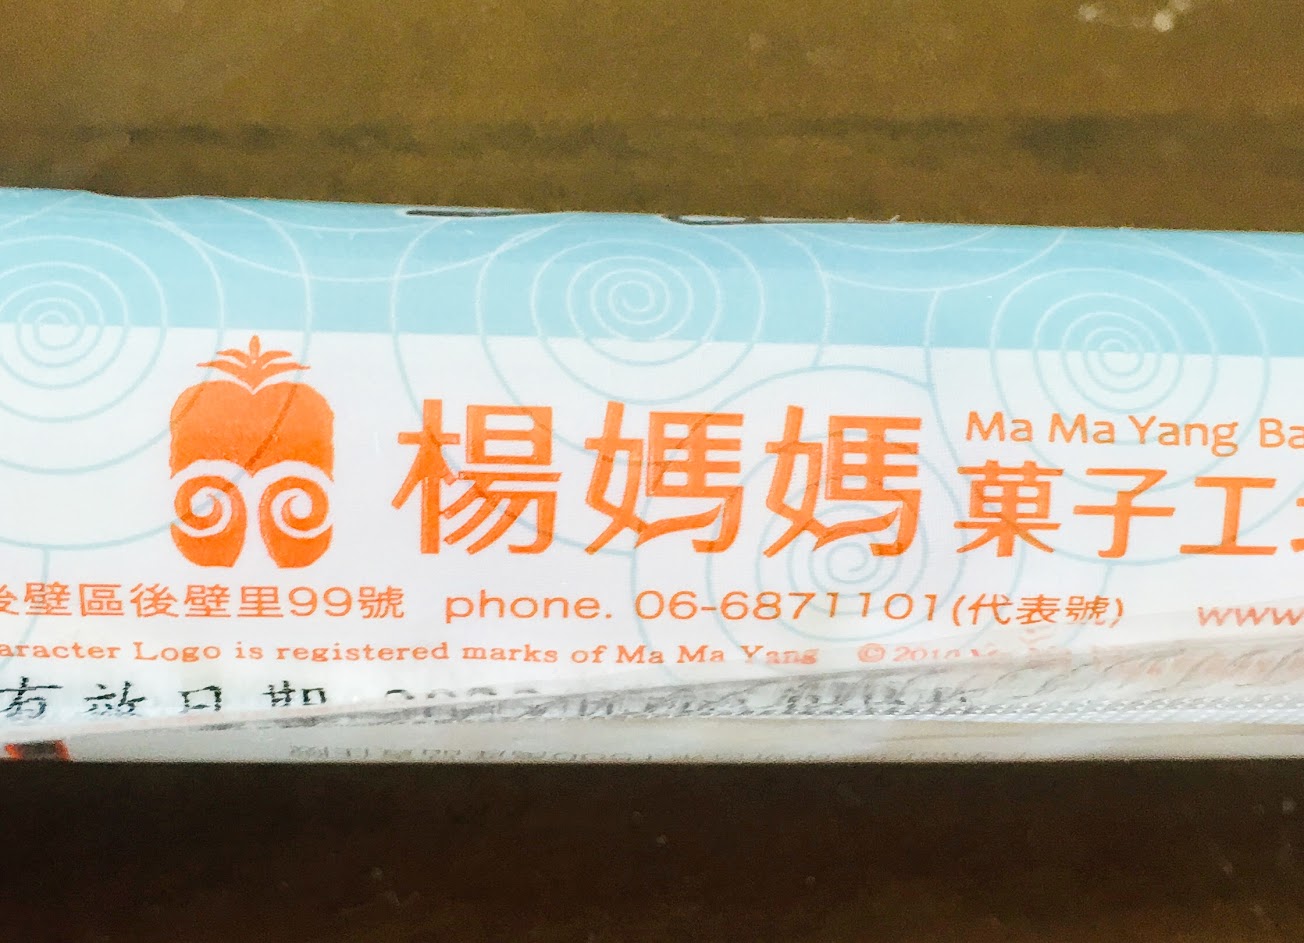 楊媽媽
Ma Ma Yang Ba
菓子工
後壁區後壁里99號 phone. 06-6871101(代表號) www
aracter Logo is registered marks of Ma Ma Yang ©
有效日期